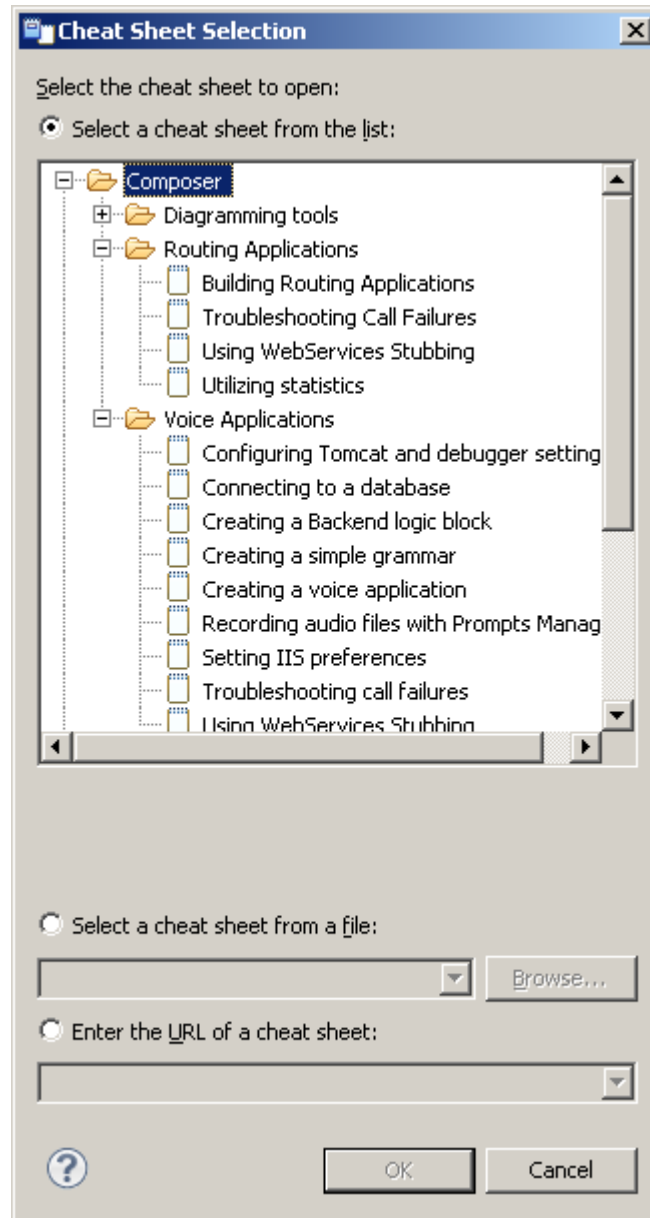 Cheat Sheet Selection
Select the cheat sheet to open:
Select a cheat sheet from the list:
Composer
Diagramming tools
Routing Applications
Building Routing Applications
Troubleshooting Call Failures
Using WebServices Stubbing
Utilizing statistics
Voice Applications
Configuring Tomcat and debugger setting
Connecting to a database
Creating a Backend logic block
Creating a simple grammar
Creating a voice application
Recording audio files with Prompts Manag
Setting IIS preferences
Troubleshooting call failures
Using WebServices Stubbing
Select a cheat sheet from a file:
Browse...
Enter the URL of a cheat sheet:
? OK Cancel